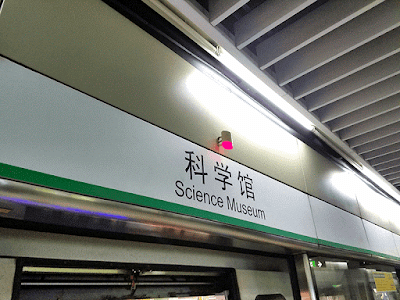 科学馆
Science Museum